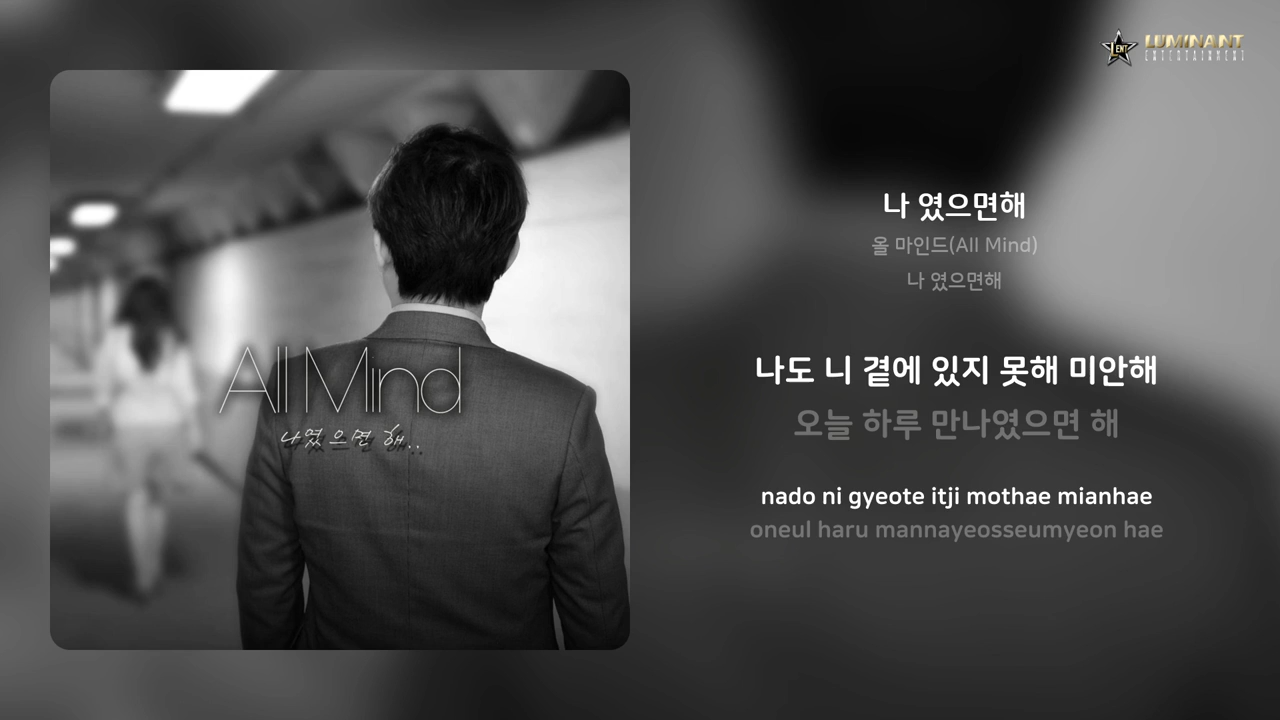 LENT LUMINANT
ENTERTAINMENT
All Mind
나였으면 해..
나 였으면해
올 마인드(All Mind)
나 였으면해
나도 니 곁에 있지 못해 미안해
오늘 하루 만나였으면 해
nado ni gyeote itji mothae mianhae
oneul haru mannayeosseumyeon hae